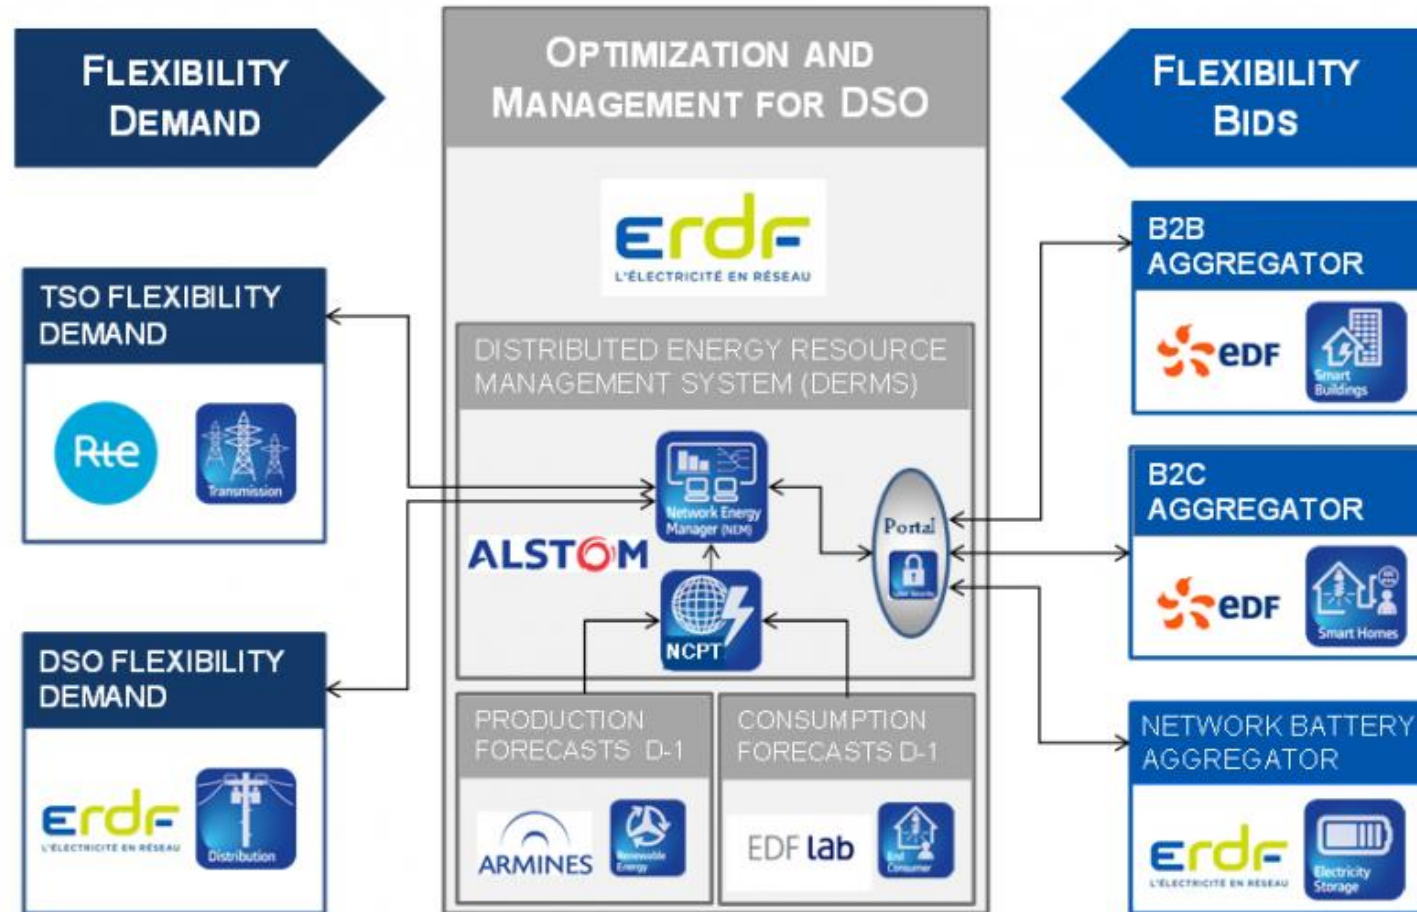 FLEXIBILITY
DEMAND
OPTIMIZATION AND
MANAGEMENT FOR DSO
FLEXIBILITY
BIDS
erdf
L'ÉLECTRICITÉ EN RÉSEAU
TSO FLEXIBILITY
DEMAND
Rte
Transmission
DSO FLEXIBILITY
DEMAND
erdf
L'ÉLECTRICITÉ EN RÉSEAU
Distribution
DISTRIBUTED ENERGY RESOURCE
MANAGEMENT SYSTEM (DERMS)
Network Energy
Manager (NEM)
ALSTOM
NCPT
Portal
Cyber Security
PRODUCTION
FORECASTS D-1
ARMINES
Renewable
Energy
CONSUMPTION
FORECASTS D-1
EDF lab
End
Consumer
B2B
AGGREGATOR
eDF
Smart
Buildings
B2C
AGGREGATOR
eDF
Smart Homes
NETWORK BATTERY
AGGREGATOR
erdf
L'ÉLECTRICITÉ EN RÉSEAU
Electricity
Storage